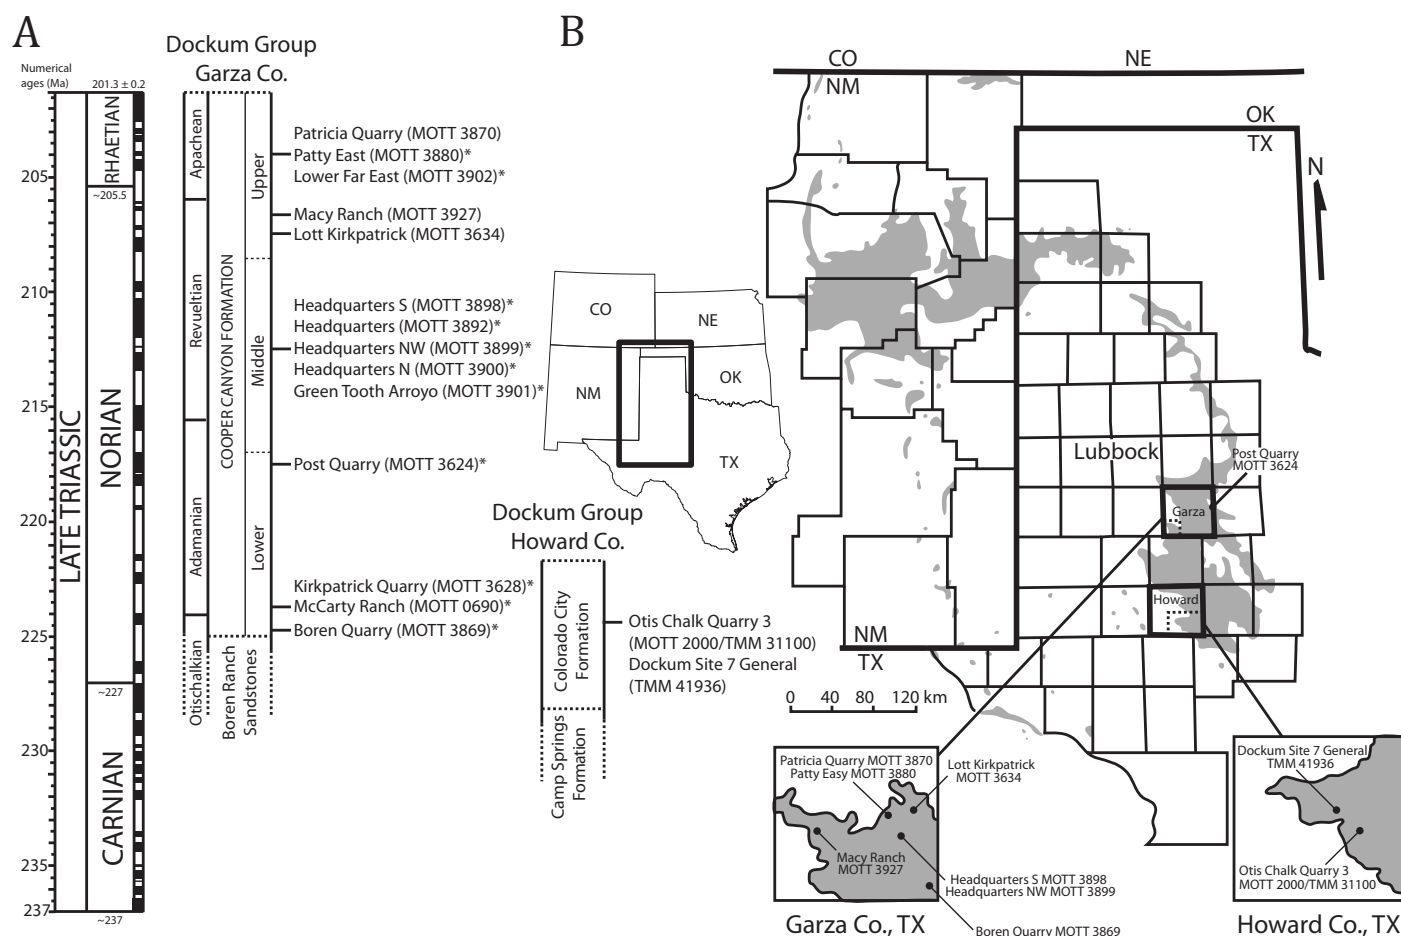 A
Dockum Group
Garza Co.
Numerical
ages (Ma)
201.3 ± 0.2
205
210
215
220
225
230
235
237
LATE TRIASSIC
RHAETIAN
~205.5
NORIAN
~227
CARNIAN
~237
Apachean
Revueltian
Adamanian
Otischalkian
COOPER CANYON FORMATION
Boren Ranch
Sandstones
Upper
Middle
Lower
Patricia Quarry (MOTT 3870)
Patty East (MOTT 3880)*
Lower Far East (MOTT 3902)*
Macy Ranch (MOTT 3927)
Lott Kirkpatrick (MOTT 3634)
Headquarters S (MOTT 3898)*
Headquarters (MOTT 3892)*
Headquarters NW (MOTT 3899)*
Headquarters N (MOTT 3900)*
Green Tooth Arroyo (MOTT 3901)*
Post Quarry (MOTT 3624)*
Kirkpatrick Quarry (MOTT 3628)*
McCarty Ranch (MOTT 0690)*
Boren Quarry (MOTT 3869)*
Dockum Group
Howard Co.
Colorado City
Formation
Camp Springs
Formation
Otis Chalk Quarry 3
(MOTT 2000/TMM 31100)
Dockum Site 7 General
(TMM 41936)
B
CO
NE
NM
OK
TX
CO
NM
NE
OK
TX
N
Lubbock
Post Quarry
MOTT 3624
Garza
Howard
NM
TX
0 40 80 120 km
Patricia Quarry MOTT 3870
Patty Easy MOTT 3880
Lott Kirkpatrick
MOTT 3634
Macy Ranch
MOTT 3927
Headquarters S MOTT 3898
Headquarters NW MOTT 3899
Boren Quarry MOTT 3869
Garza Co., TX
Dockum Site 7 General
TMM 41936
Otis Chalk Quarry 3
MOTT 2000/TMM 31100
Howard Co., TX